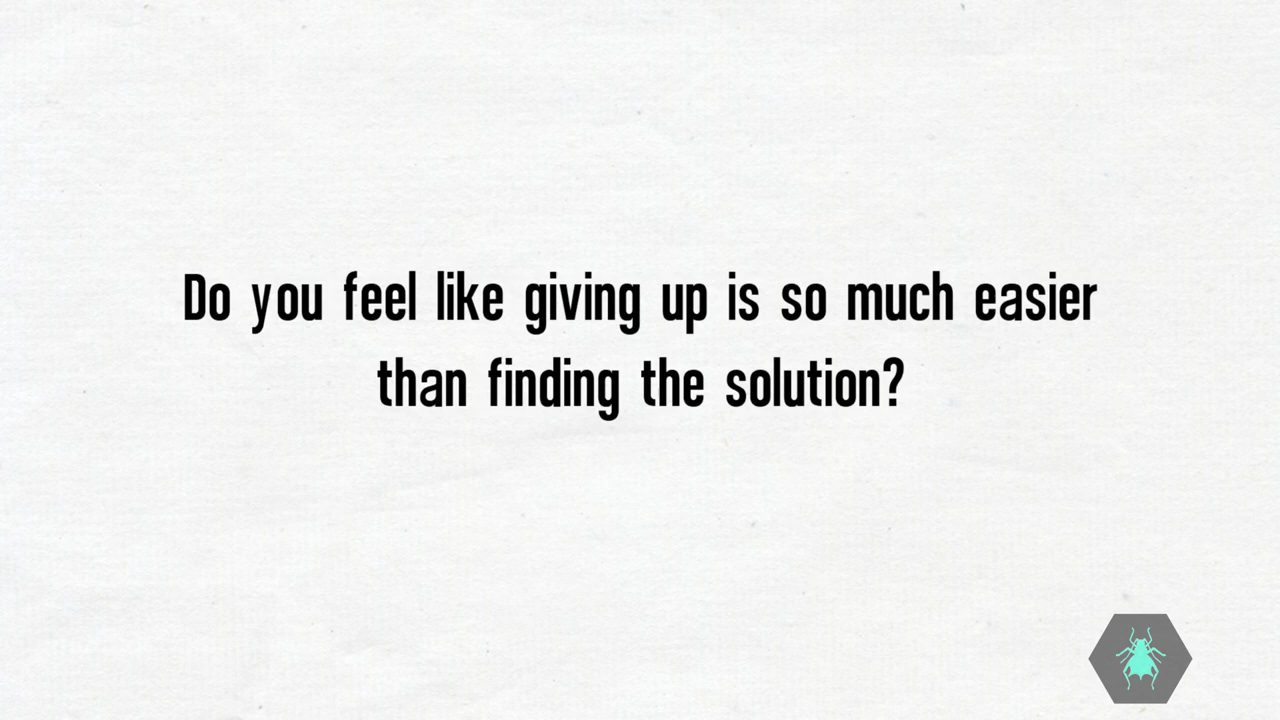 Do you feel like giving up is so much easier
than finding the solution?